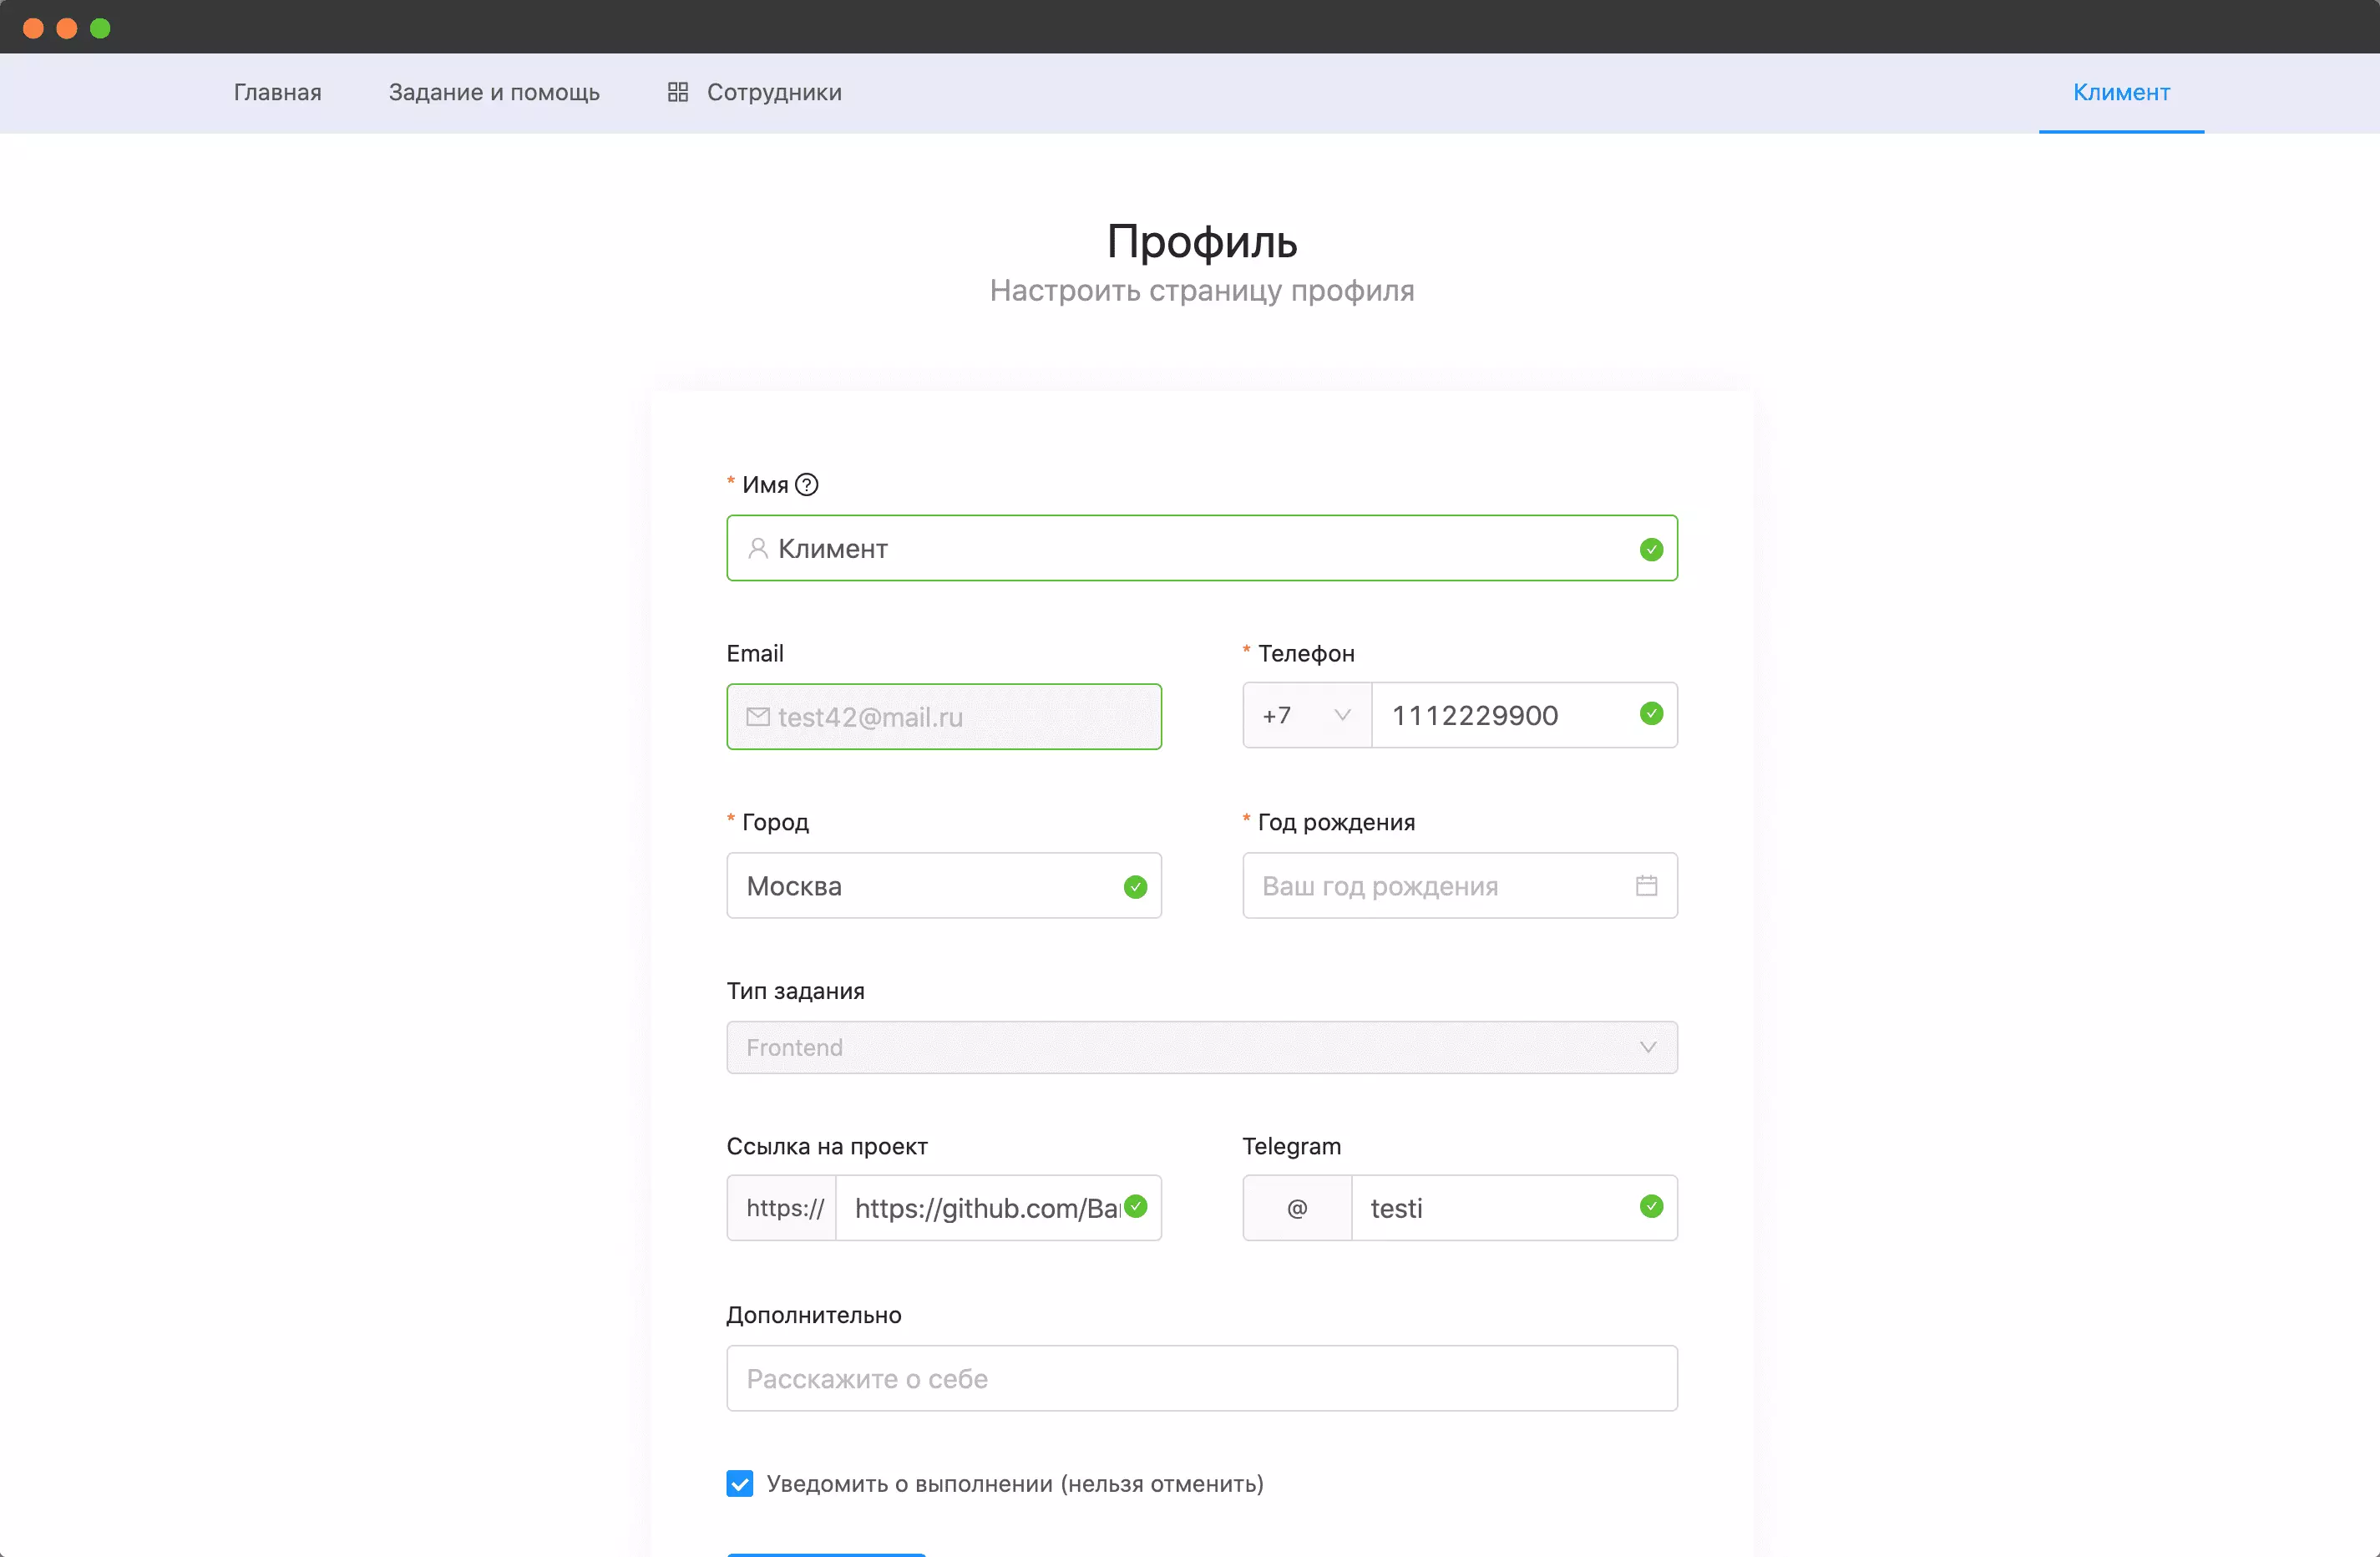 Главная Задание и помощь Сотрудники Климент
Профиль
Настроить страницу профиля
* Имя ?
Климент
Email * Телефон
test42@mail.ru +7 1112229900
* Город * Год рождения
Москва Ваш год рождения
Тип задания
Frontend
Ссылка на проект Telegram
https:// https://github.com/Ba @ testi
Дополнительно
Расскажите о себе
Уведомить о выполнении (нельзя отменить)